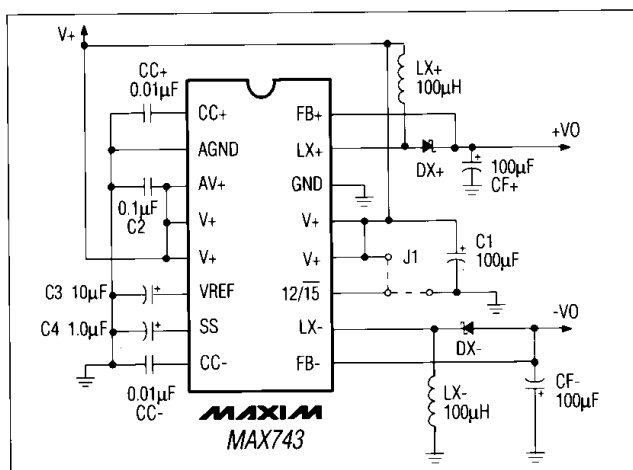 V+
CC+
0.01µF
LX+
100µH
CC+
FB+
+VO
AGND
LX+
DX+
100µF
CF+
AV+
GND
0.1µF
C2
V+
V+
C1
100µF
V+
V+
J1
C3 10µF
VREF
12/1̅5̅
C4 1.0µF
SS
LX-
-VO
DX-
CC-
FB-
0.01µF
CC-
LX-
100µH
CF-
100µF
MAXIM
MAX743